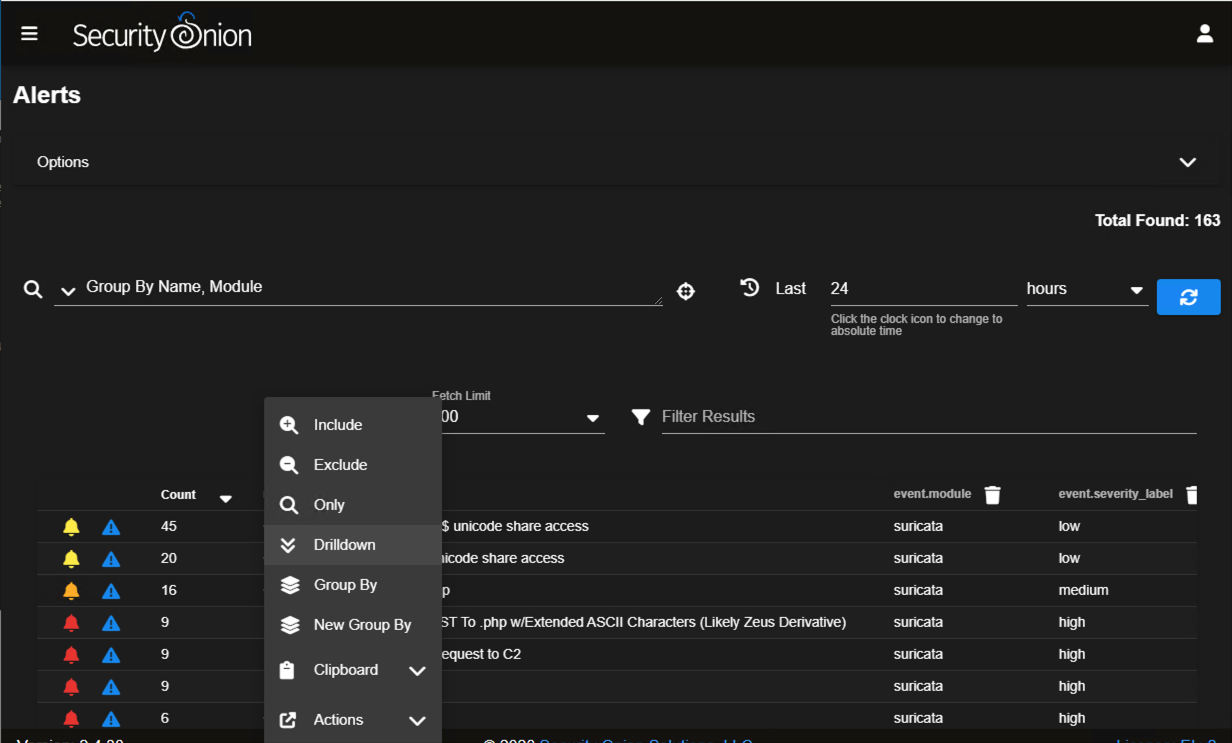 Security Onion
Alerts
Options
Total Found: 163
Group By Name, Module
Last 24 hours
Click the clock icon to change to
absolute time
Fetch Limit
00
Filter Results
Include
Exclude
Only
Drilldown
Group By
New Group By
Clipboard
Actions
Count event.module event.severity_label
45 $ unicode share access suricata low
20 nicode share access suricata low
16 p suricata medium
9 ST To .php w/Extended ASCII Characters (Likely Zeus Derivative) suricata high
9 equest to C2 suricata high
9 suricata high
6 suricata high